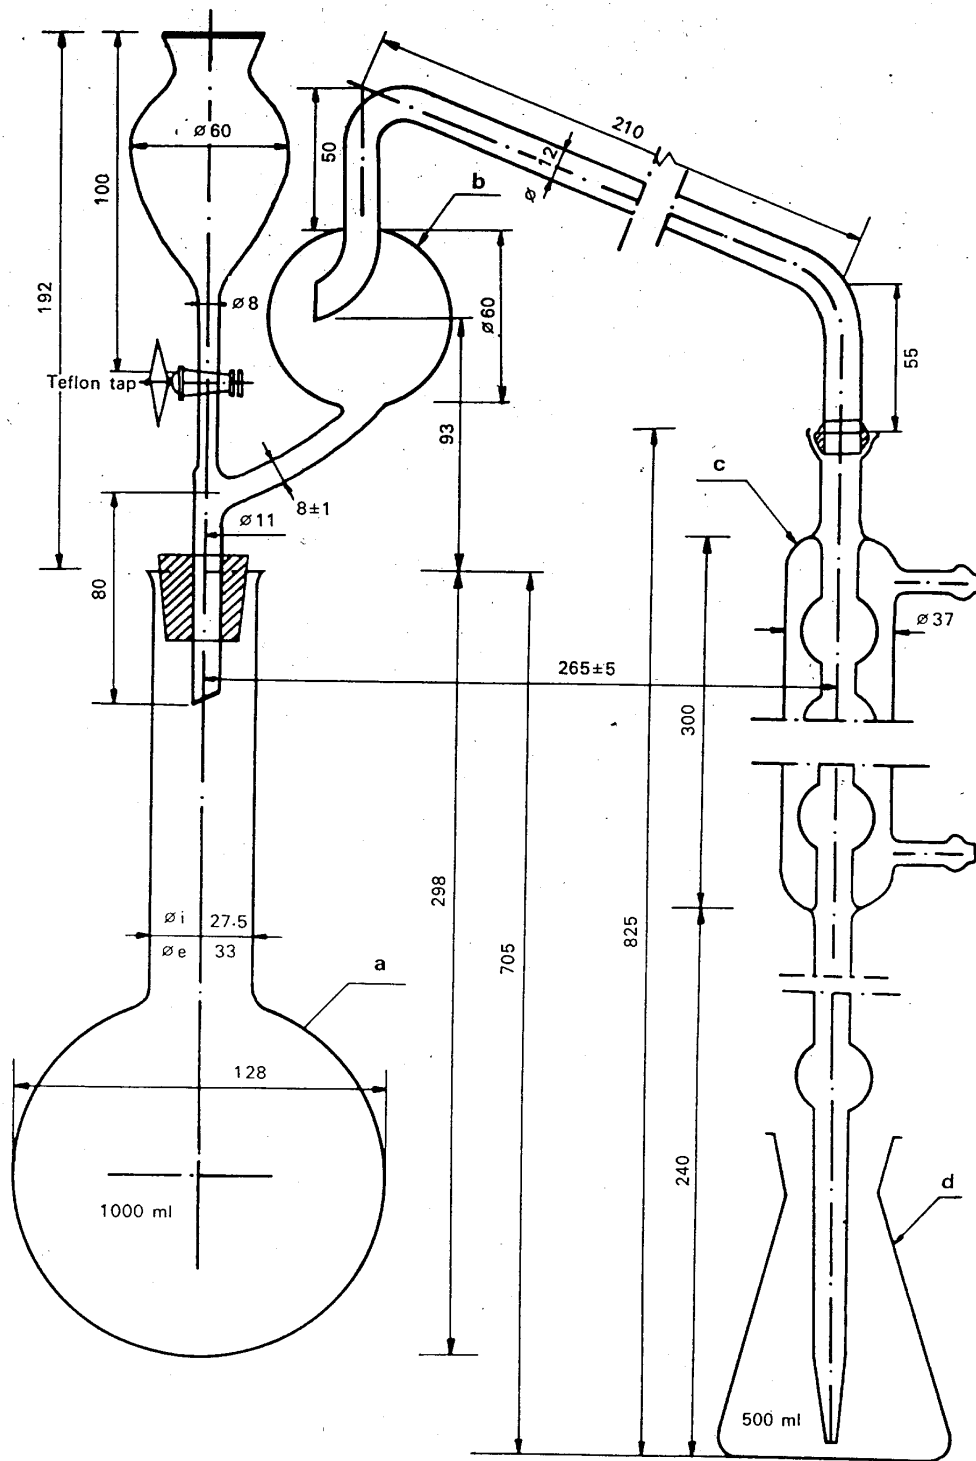 210
Ø 60
Ø 12
50
100
b
192
Ø 8
Ø 60
55
Teflon tap
93
c
8±1
Ø 11
80
Ø 37
265±5
300
298
Ø i 27.5
Ø e 33
825
705
a
128
240
d
1000 ml
500 ml